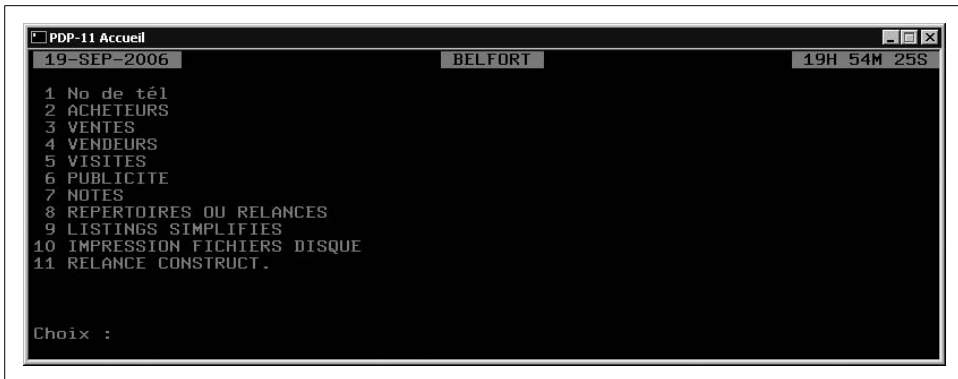 PDP-11 Accueil
19-SEP-2006 BELFORT 19H 54M 25S
1 No de tél
2 ACHETEURS
3 VENTES
4 VENDEURS
5 VISITES
6 PUBLICITE
7 NOTES
8 REPERTOIRES OU RELANCES
9 LISTINGS SIMPLIFIES
10 IMPRESSION FICHIERS DISQUE
11 RELANCE CONSTRUCT.
Choix :